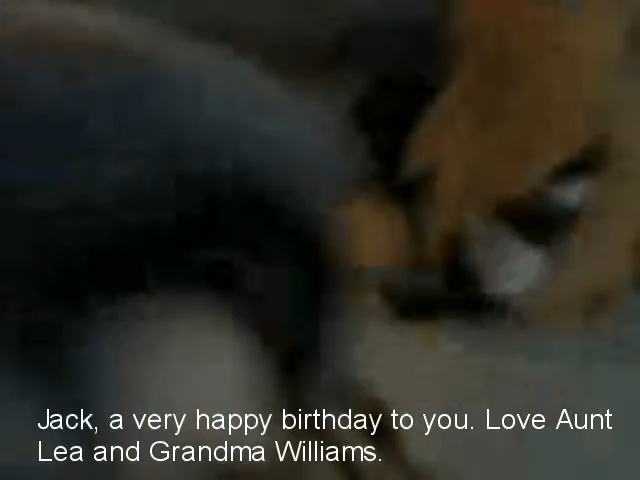 Jack, a very happy birthday to you. Love Aunt
Lea and Grandma Williams.